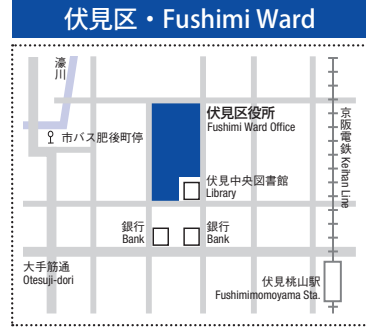 伏見区・Fushimi Ward
濠川
市バス肥後町停
伏見区役所
Fushimi Ward Office
京阪電鉄 Keihan Line
伏見中央図書館
Library
銀行
Bank
銀行
Bank
大手筋通
Otesuji-dori
伏見桃山駅
Fushimimomoyama Sta.